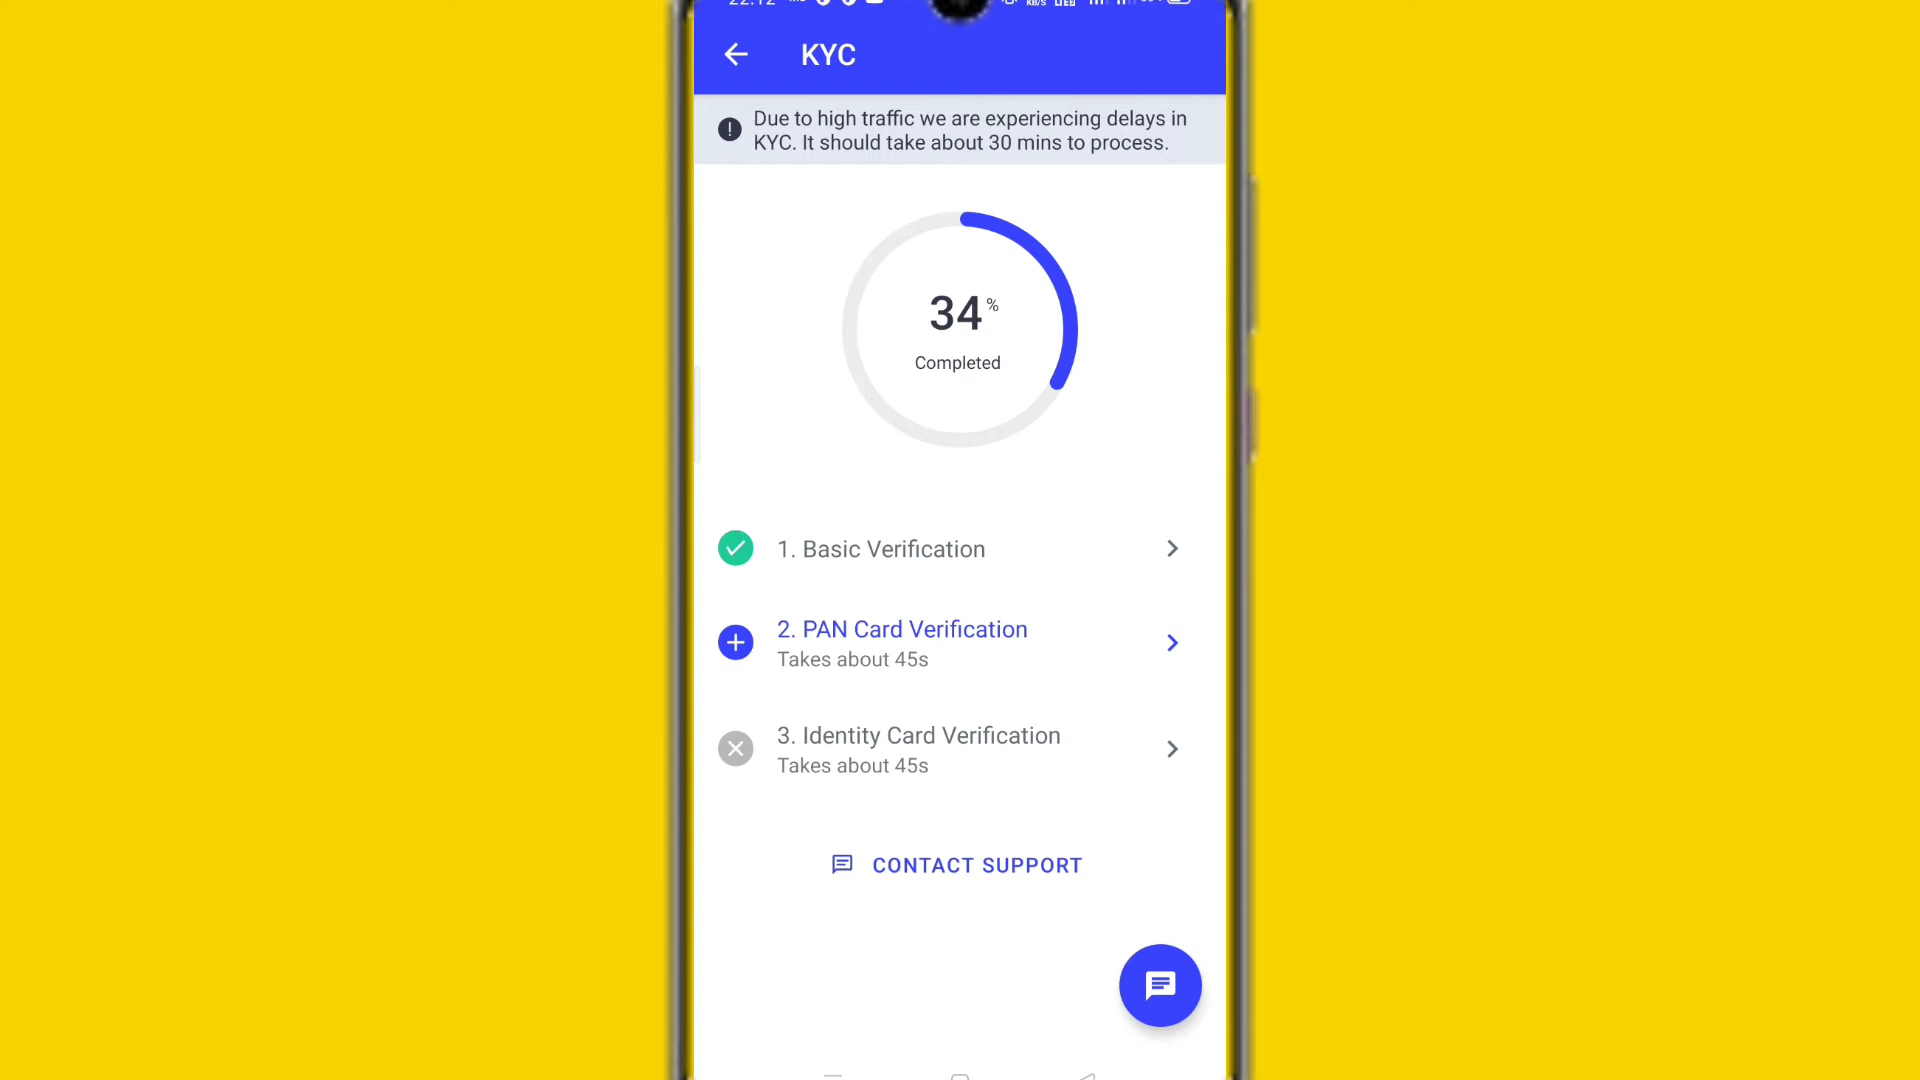 22:12
KYC
Due to high traffic we are experiencing delays in
KYC. It should take about 30 mins to process.
34%
Completed
1. Basic Verification
2. PAN Card Verification
Takes about 45s
3. Identity Card Verification
Takes about 45s
CONTACT SUPPORT